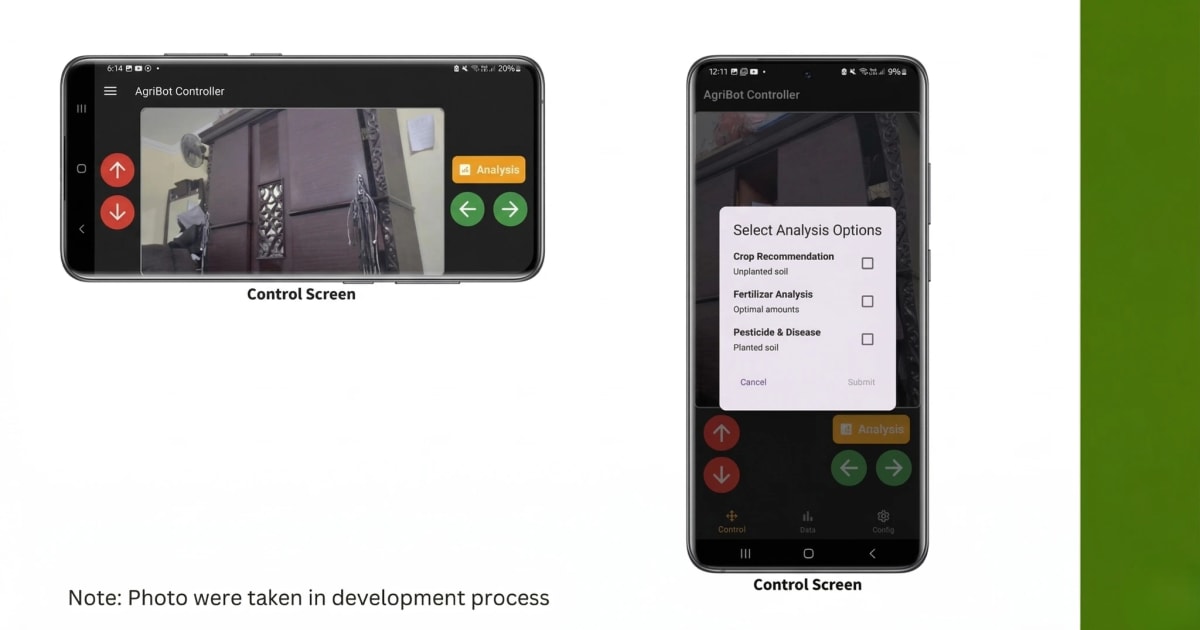 6:14
20%
AgriBot Controller
Analysis
Control Screen
12:11
9%
AgriBot Controller
Select Analysis Options
Crop Recommendation
Unplanted soil
Fertilizar Analysis
Optimal amounts
Pesticide & Disease
Planted soil
Cancel
Submit
Analysis
Control
Data
Config
Control Screen
Note: Photo were taken in development process